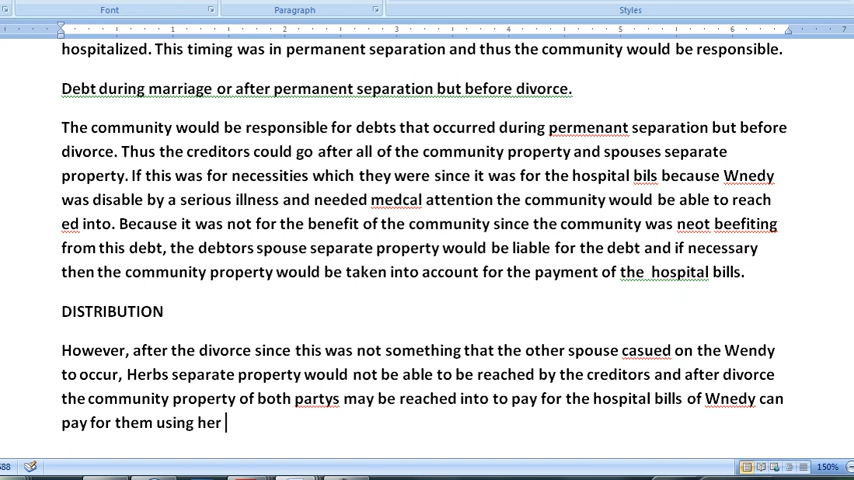 Font Paragraph Styles
1 2 3 4 5 6 7
hospitalized. This timing was in permanent separation and thus the community would be responsible.
Debt during marriage or after permanent separation but before divorce.
The community would be responsible for debts that occurred during permenant separation but before
divorce. Thus the creditors could go after all of the community property and spouses separate
property. If this was for necessities which they were since it was for the hospital bils because Wnedy
was disable by a serious illness and needed medcal attention the community would be able to reach
ed into. Because it was not for the benefit of the community since the community was neot beefiting
from this debt, the debtors spouse separate property would be liable for the debt and if necessary
then the community property would be taken into account for the payment of the hospital bills.
DISTRIBUTION
However, after the divorce since this was not something that the other spouse casued on the Wendy
to occur, Herbs separate property would not be able to be reached by the creditors and after divorce
the community property of both partys may be reached into to pay for the hospital bills of Wnedy can
pay for them using her
588 150%